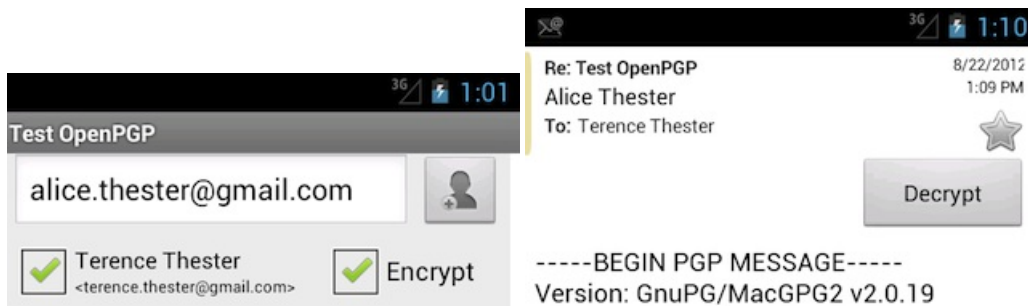 3G 1:01
Test OpenPGP
alice.thester@gmail.com
Terence Thester
<terence.thester@gmail.com>
Encrypt
3G 1:10
Re: Test OpenPGP
8/22/2012
Alice Thester
1:09 PM
To: Terence Thester
Decrypt
-----BEGIN PGP MESSAGE-----
Version: GnuPG/MacGPG2 v2.0.19